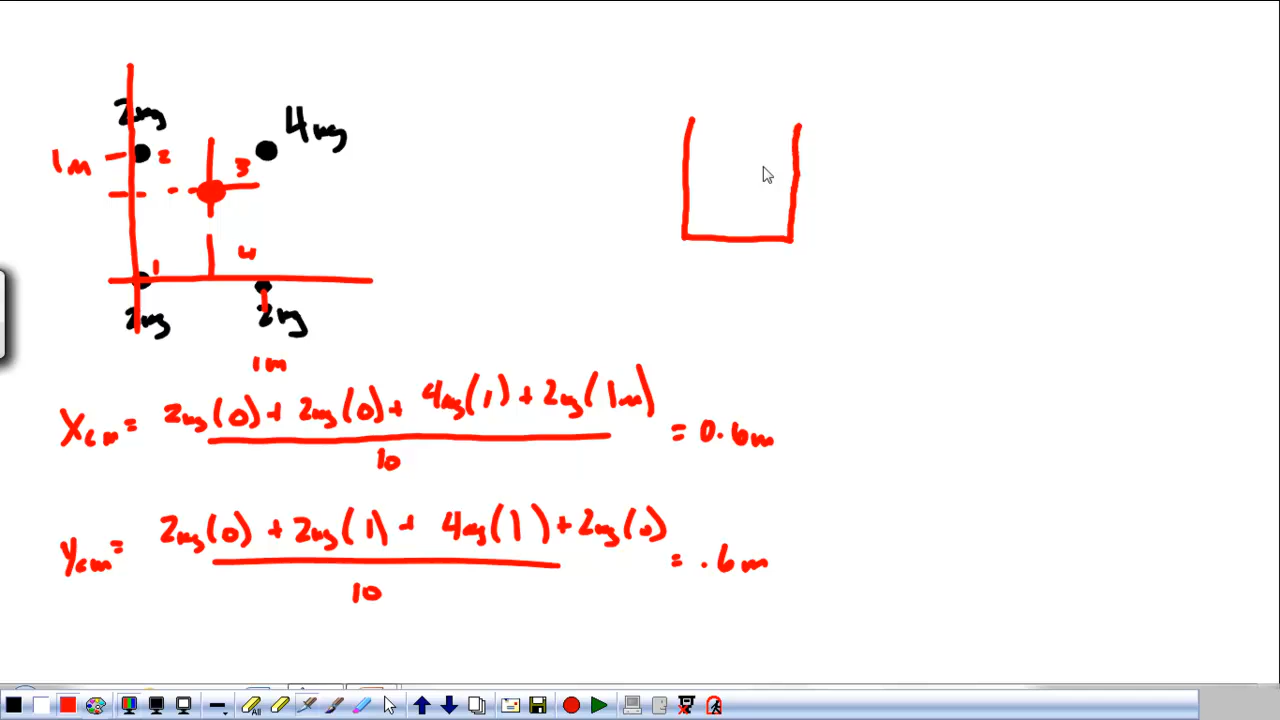 2kg
4kg
1m
2
3
1
4
2kg
2kg
1m
Xcm = 2kg(0) + 2kg(0) + 4kg(1) + 2kg(1m) = 0.6m
10
ycm = 2kg(0) + 2kg(1) + 4kg(1) + 2kg(0) = .6m
10
All